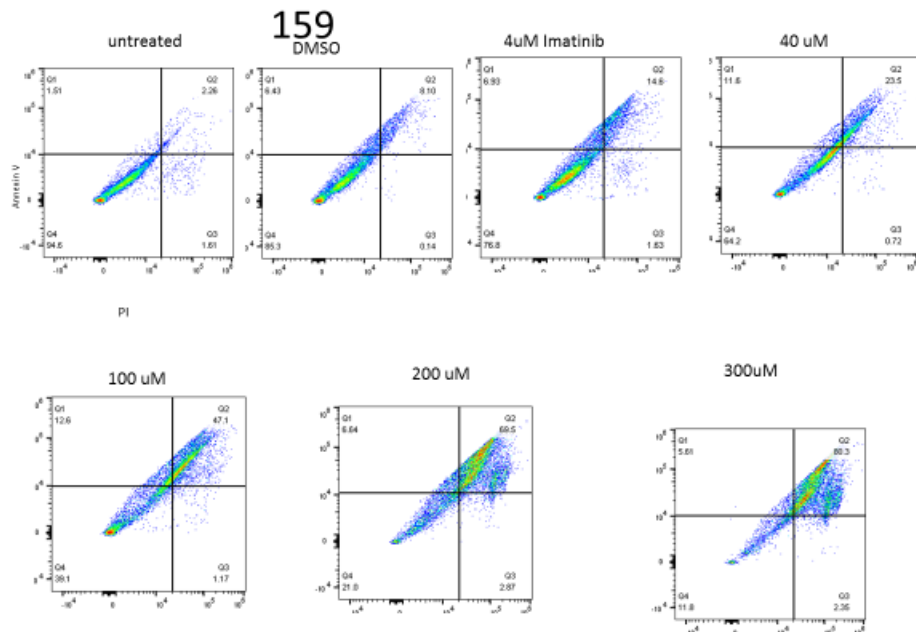 159
untreated
DMSO
4uM Imatinib
40 uM
Q1
1.51
Q2
2.26
Q4
94.6
Q3
1.61
Annexin V
Q1
6.43
Q2
8.10
Q4
85.3
Q3
0.14
Q1
6.93
Q2
14.6
Q4
76.8
Q3
1.63
Q1
11.6
Q2
23.5
Q4
64.2
Q3
0.72
PI
100 uM
200 uM
300uM
Q1
12.6
Q2
47.1
Q4
39.1
Q3
1.17
Q1
6.64
Q2
69.5
Q4
21.0
Q3
2.87
Q1
5.61
Q2
80.3
Q4
11.8
Q3
2.35